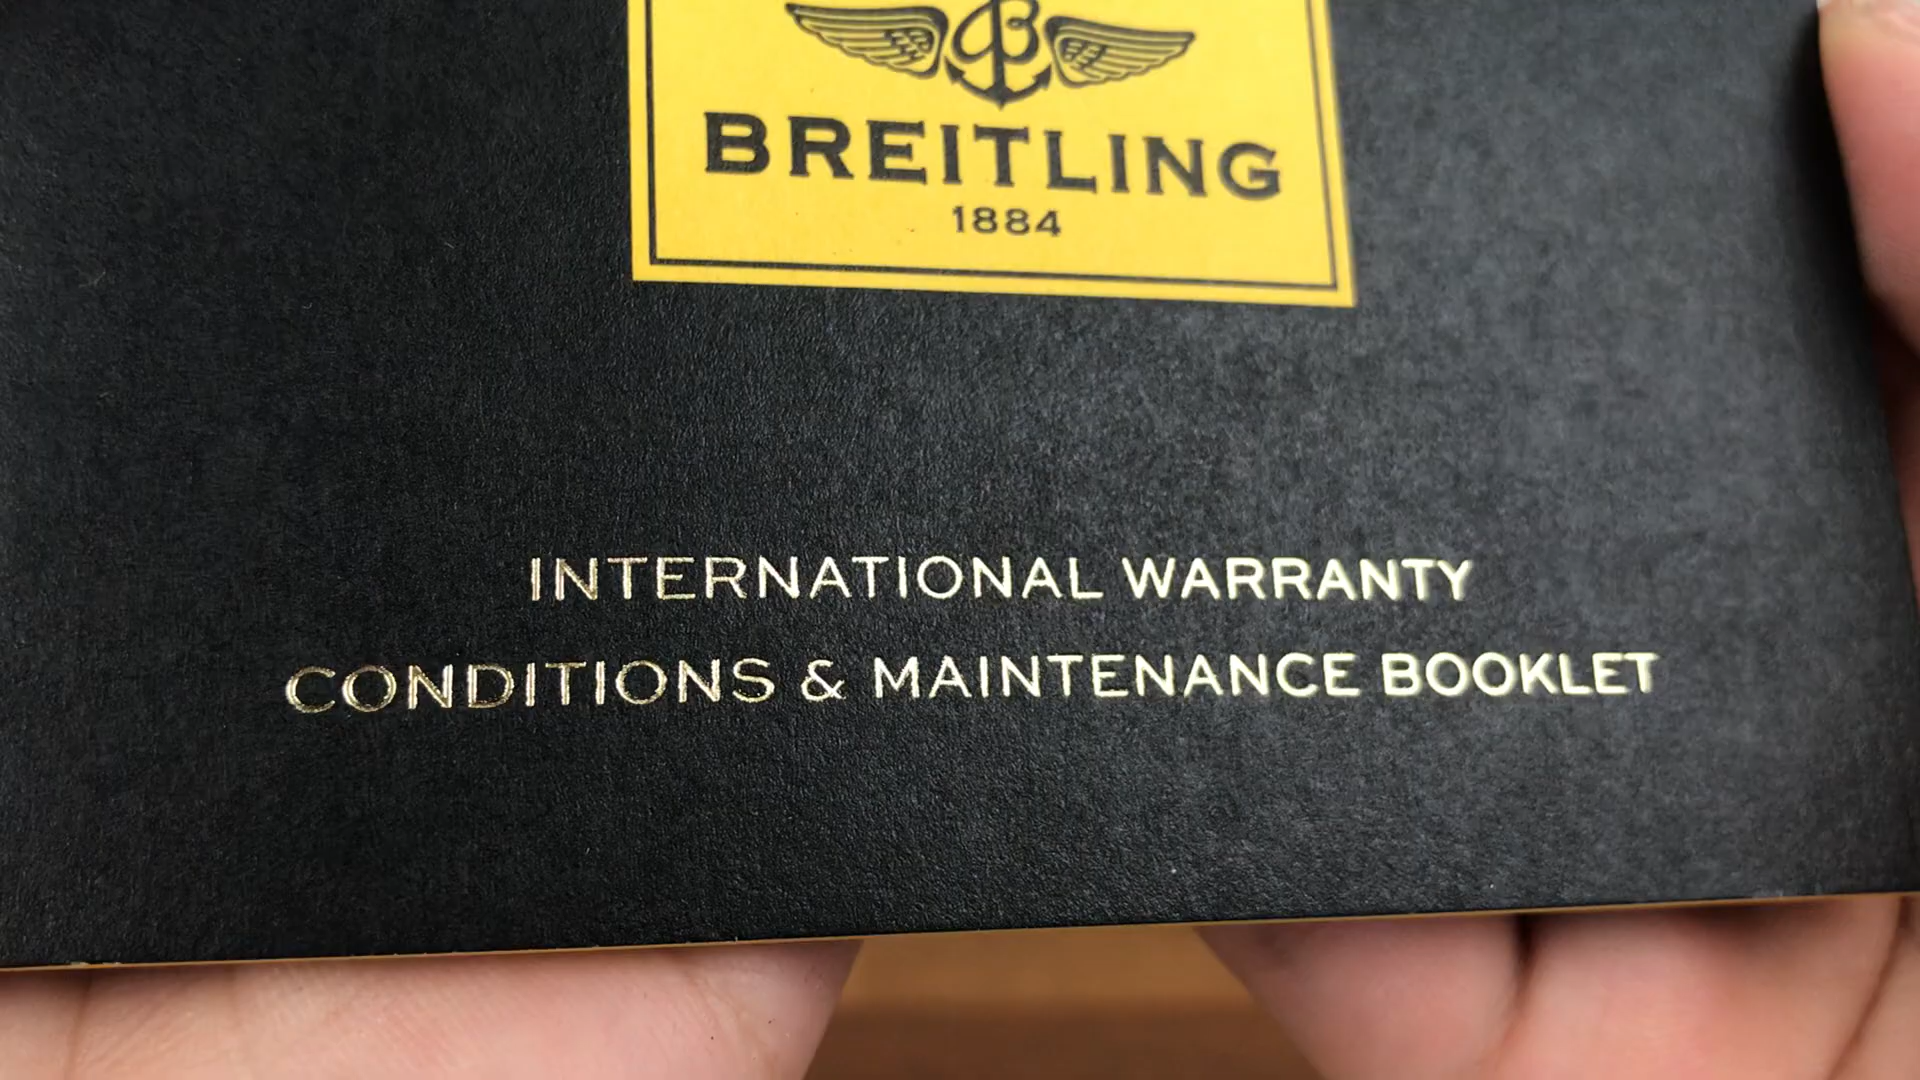 BREITLING
1884
INTERNATIONAL WARRANTY
CONDITIONS & MAINTENANCE BOOKLET